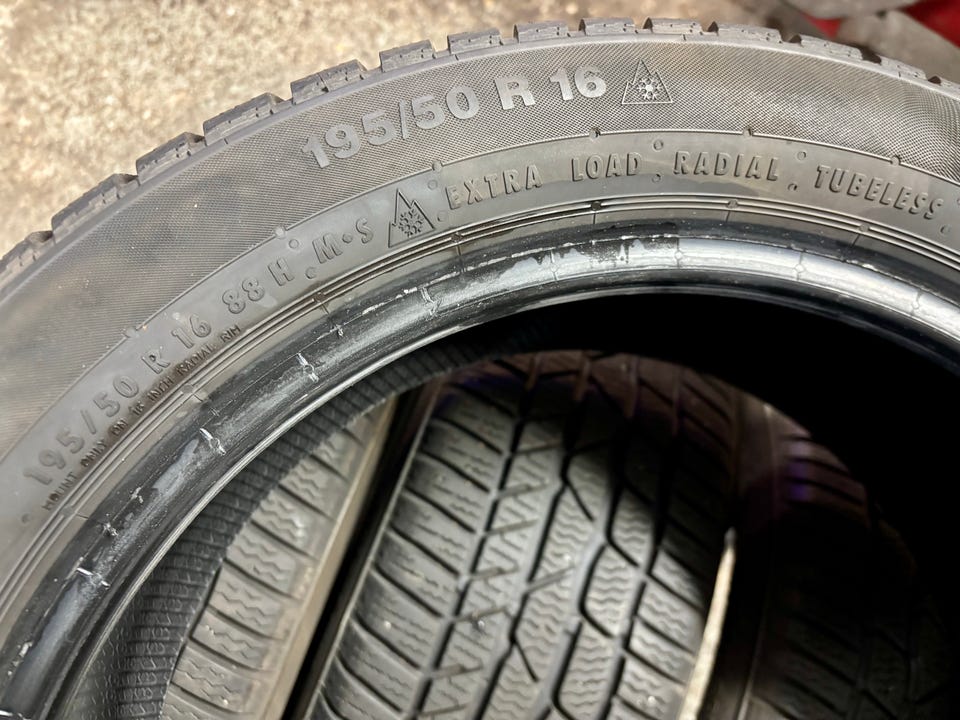 195/50 R 16
195/50 R 16 88 H M•S EXTRA LOAD RADIAL TUBELESS
MOUNT ONLY ON 16 INCH RADIAL RIM